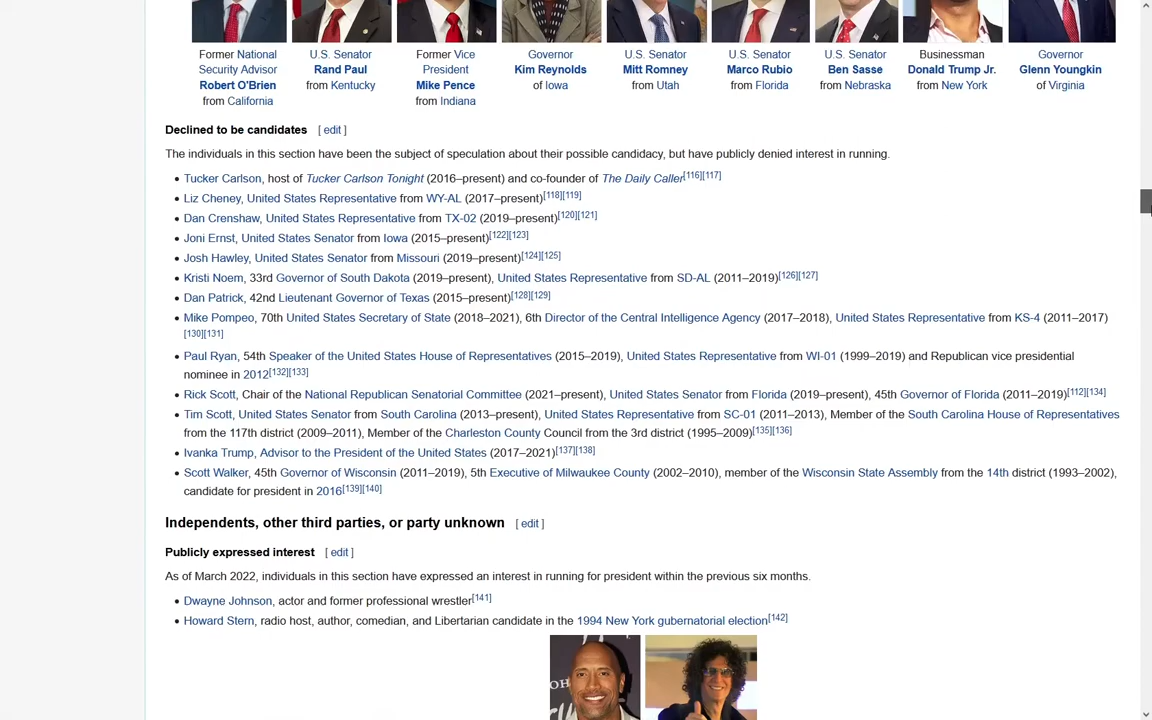 Former National Security Advisor Robert O'Brien from California
U.S. Senator Rand Paul from Kentucky
Former Vice President Mike Pence from Indiana
Governor Kim Reynolds of Iowa
U.S. Senator Mitt Romney from Utah
U.S. Senator Marco Rubio from Florida
U.S. Senator Ben Sasse from Nebraska
Businessman Donald Trump Jr. from New York
Governor Glenn Youngkin of Virginia
Declined to be candidates [ edit ]
The individuals in this section have been the subject of speculation about their possible candidacy, but have publicly denied interest in running.
• Tucker Carlson, host of Tucker Carlson Tonight (2016–present) and co-founder of The Daily Caller[116][117]
• Liz Cheney, United States Representative from WY-AL (2017–present)[118][119]
• Dan Crenshaw, United States Representative from TX-02 (2019–present)[120][121]
• Joni Ernst, United States Senator from Iowa (2015–present)[122][123]
• Josh Hawley, United States Senator from Missouri (2019–present)[124][125]
• Kristi Noem, 33rd Governor of South Dakota (2019–present), United States Representative from SD-AL (2011–2019)[126][127]
• Dan Patrick, 42nd Lieutenant Governor of Texas (2015–present)[128][129]
• Mike Pompeo, 70th United States Secretary of State (2018–2021), 6th Director of the Central Intelligence Agency (2017–2018), United States Representative from KS-4 (2011–2017)
[130][131]
• Paul Ryan, 54th Speaker of the United States House of Representatives (2015–2019), United States Representative from WI-01 (1999–2019) and Republican vice presidential
nominee in 2012[132][133]
• Rick Scott, Chair of the National Republican Senatorial Committee (2021–present), United States Senator from Florida (2019–present), 45th Governor of Florida (2011–2019)[112][134]
• Tim Scott, United States Senator from South Carolina (2013–present), United States Representative from SC-01 (2011–2013), Member of the South Carolina House of Representatives
from the 117th district (2009–2011), Member of the Charleston County Council from the 3rd district (1995–2009)[135][136]
• Ivanka Trump, Advisor to the President of the United States (2017–2021)[137][138]
• Scott Walker, 45th Governor of Wisconsin (2011–2019), 5th Executive of Milwaukee County (2002–2010), member of the Wisconsin State Assembly from the 14th district (1993–2002),
candidate for president in 2016[139][140]
Independents, other third parties, or party unknown [ edit ]
Publicly expressed interest [ edit ]
As of March 2022, individuals in this section have expressed an interest in running for president within the previous six months.
• Dwayne Johnson, actor and former professional wrestler[141]
• Howard Stern, radio host, author, comedian, and Libertarian candidate in the 1994 New York gubernatorial election[142]